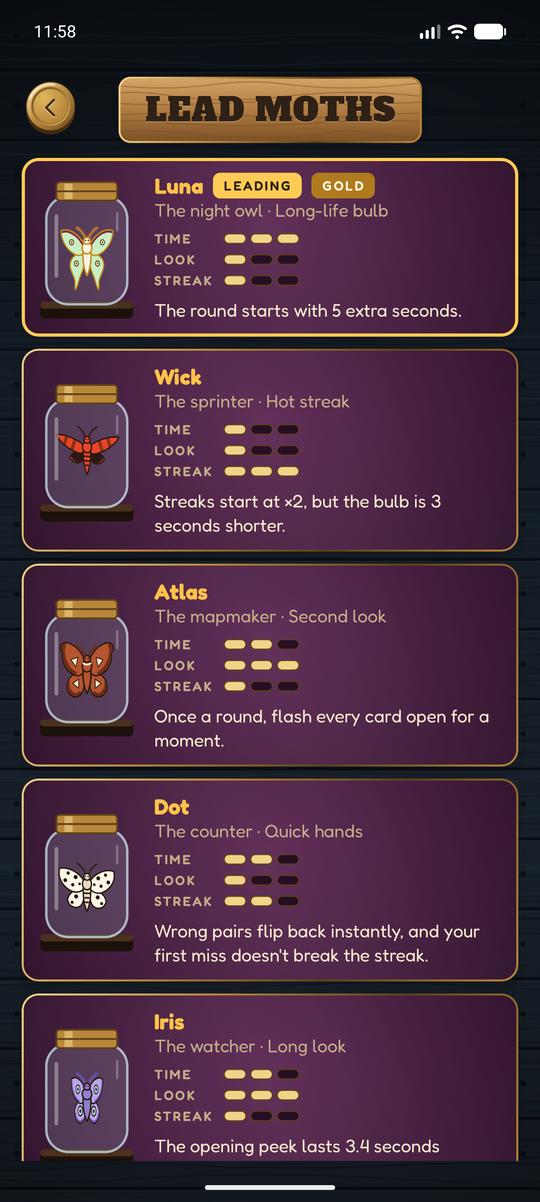 11:58
LEAD MOTHS
Luna LEADING GOLD
The night owl · Long-life bulb
TIME
LOOK
STREAK
The round starts with 5 extra seconds.
Wick
The sprinter · Hot streak
TIME
LOOK
STREAK
Streaks start at ×2, but the bulb is 3
seconds shorter.
Atlas
The mapmaker · Second look
TIME
LOOK
STREAK
Once a round, flash every card open for a
moment.
Dot
The counter · Quick hands
TIME
LOOK
STREAK
Wrong pairs flip back instantly, and your
first miss doesn't break the streak.
Iris
The watcher · Long look
TIME
LOOK
STREAK
The opening peek lasts 3.4 seconds